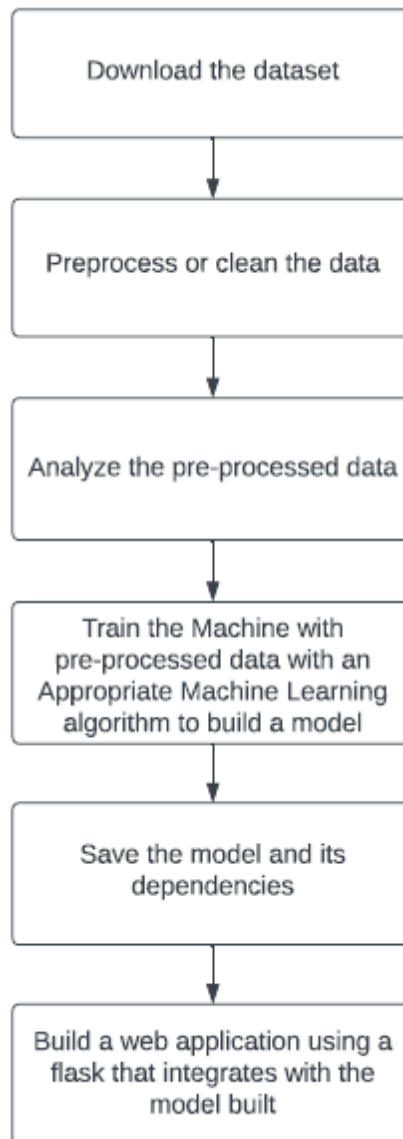 Download the dataset
Preprocess or clean the data
Analyze the pre-processed data
Train the Machine with
pre-processed data with an
Appropriate Machine Learning
algorithm to build a model
Save the model and its
dependencies
Build a web application using a
flask that integrates with the
model built